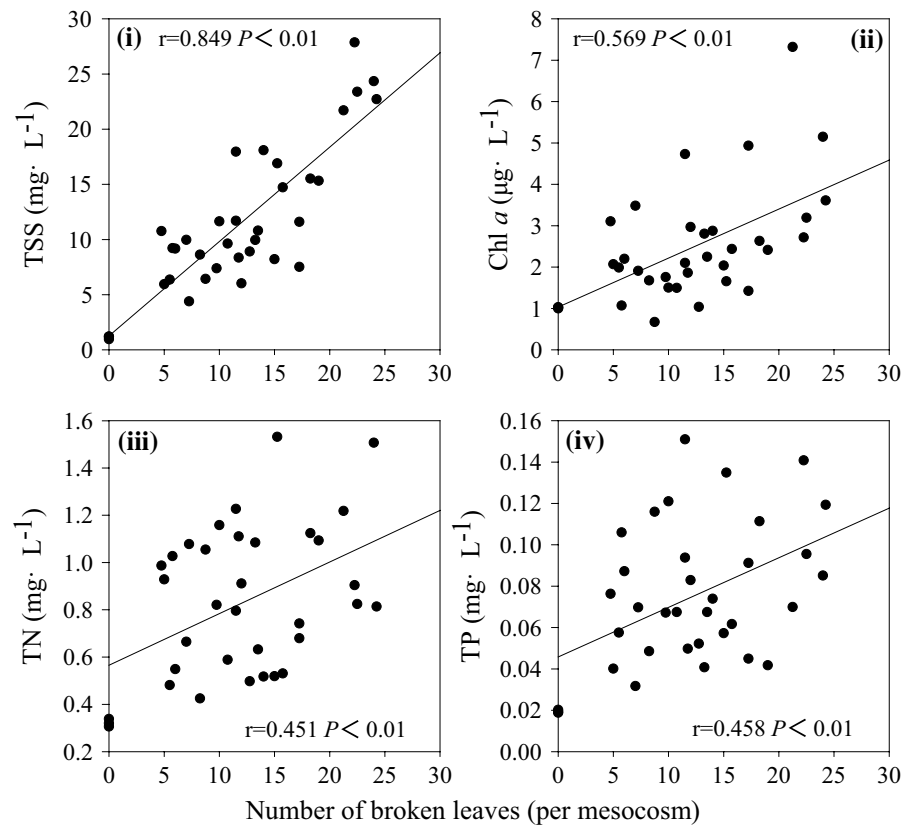 (i) r=0.849 P < 0.01
TSS (mg· L-1)
30
25
20
15
10
5
0
0 5 10 15 20 25 30
r=0.569 P < 0.01 (ii)
Chl a (μg· L-1)
8
7
6
5
4
3
2
1
0
0 5 10 15 20 25 30
(iii)
TN (mg· L-1)
1.6
1.4
1.2
1.0
0.8
0.6
0.4
0.2
r=0.451 P < 0.01
0 5 10 15 20 25 30
(iv)
TP (mg· L-1)
0.16
0.14
0.12
0.10
0.08
0.06
0.04
0.02
0.00
r=0.458 P < 0.01
0 5 10 15 20 25 30
Number of broken leaves (per mesocosm)